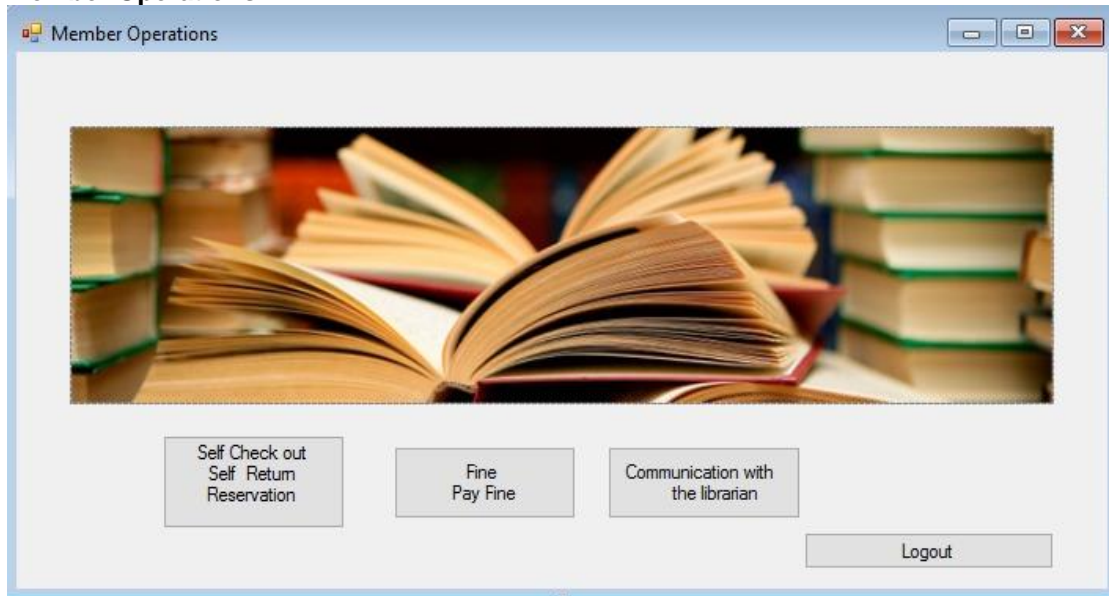 Member Operations
Self Check out
Self Return
Reservation
Fine
Pay Fine
Communication with
the librarian
Logout